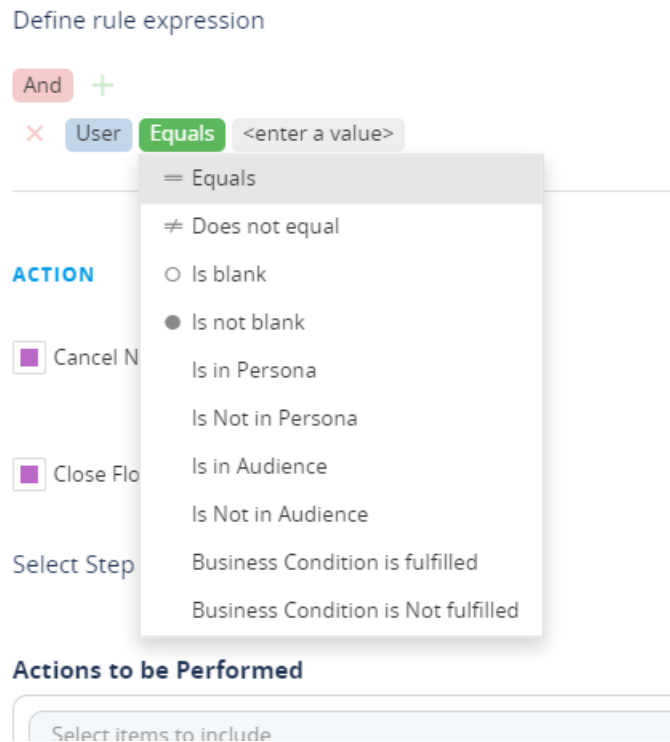 Define rule expression
And +
× User Equals <enter a value>
= Equals
≠ Does not equal
Is blank
Is not blank
Is in Persona
Is Not in Persona
Is in Audience
Is Not in Audience
Business Condition is fulfilled
Business Condition is Not fulfilled
ACTION
Cancel N
Close Flo
Select Step
Actions to be Performed
Select items to include